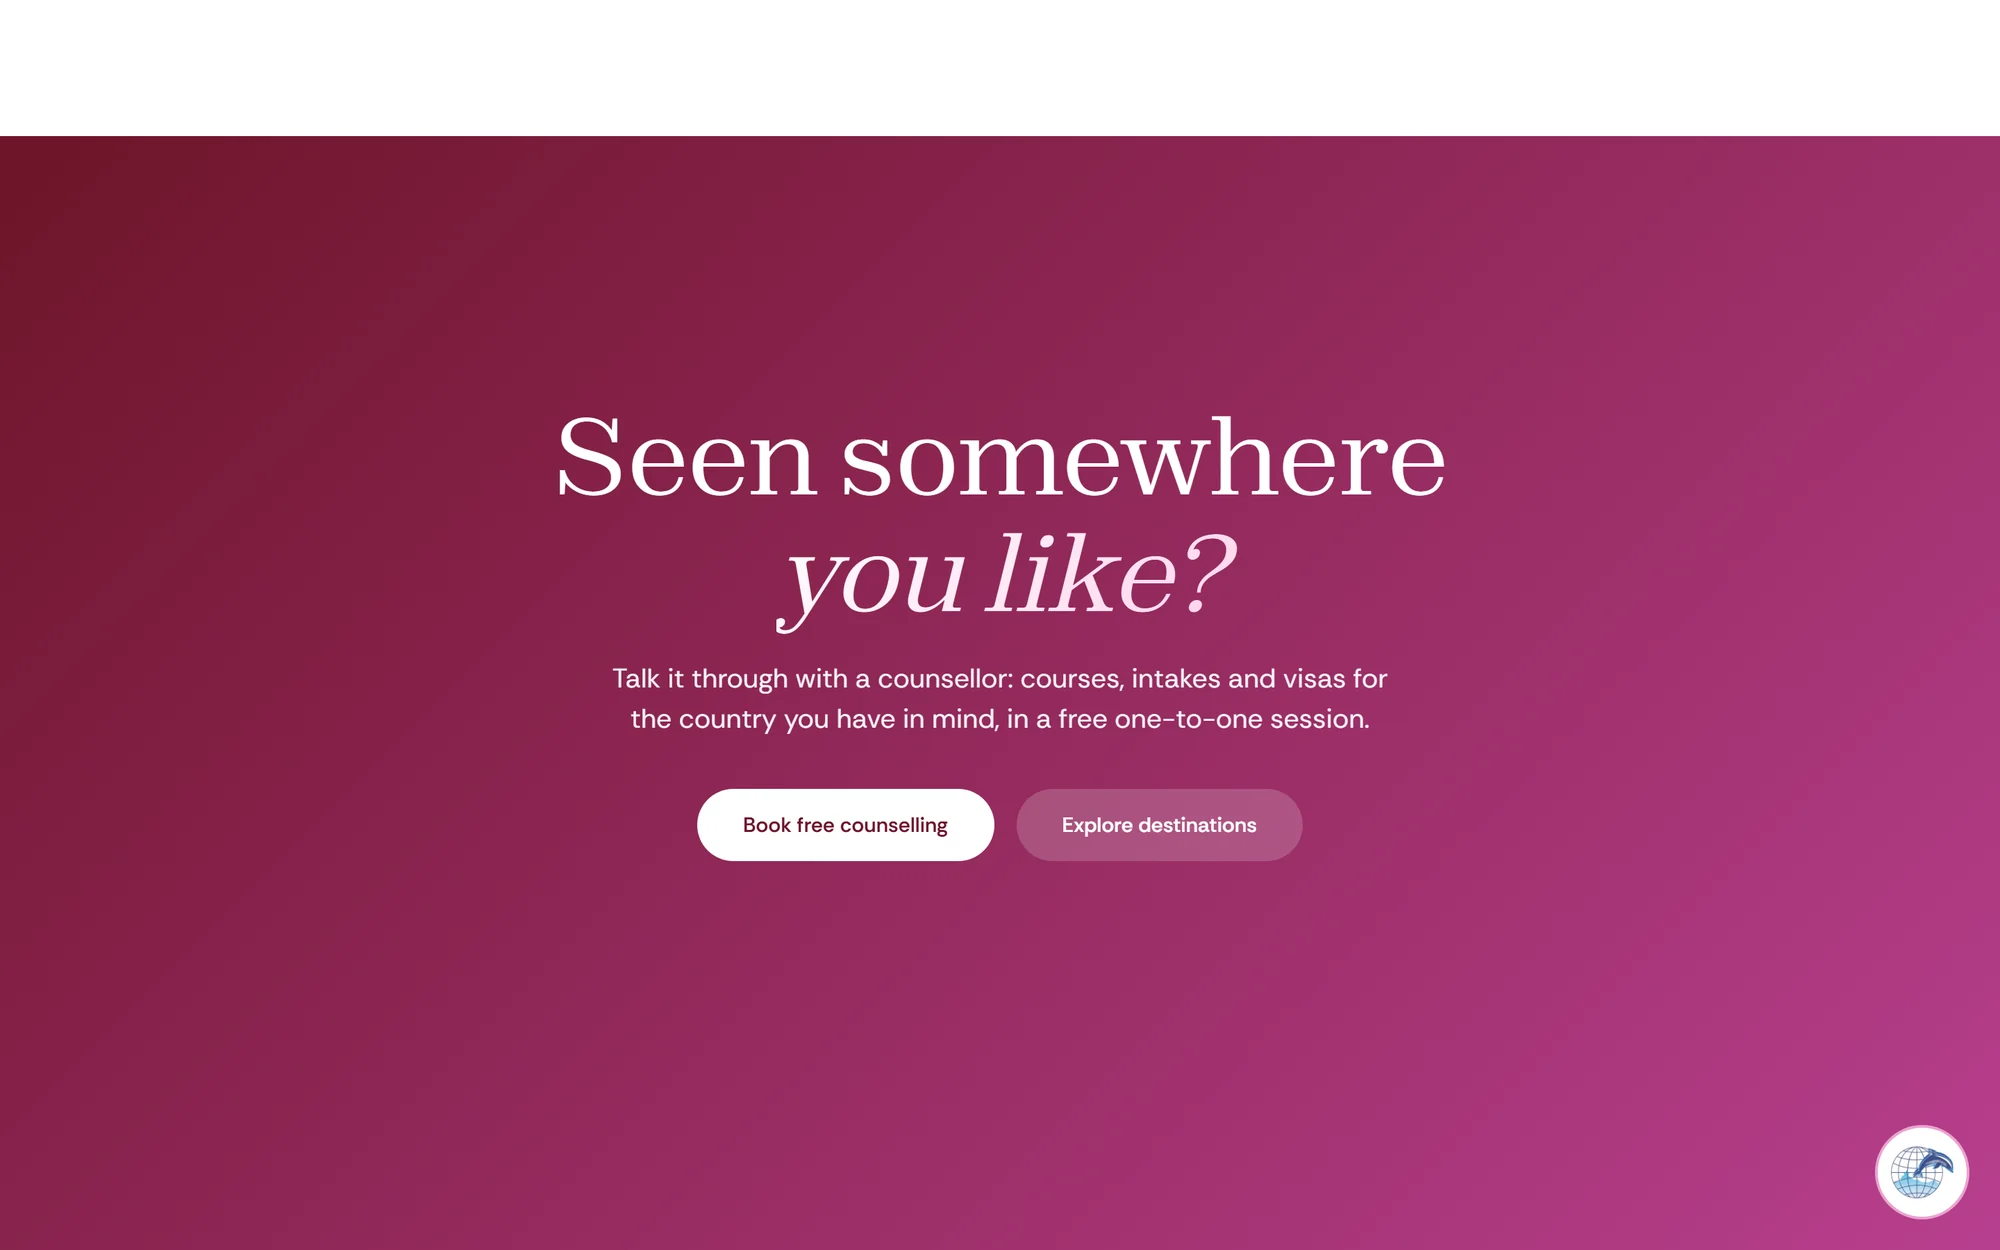 Seen somewhere
you like?
Talk it through with a counsellor: courses, intakes and visas for
the country you have in mind, in a free one-to-one session.
Book free counselling
Explore destinations